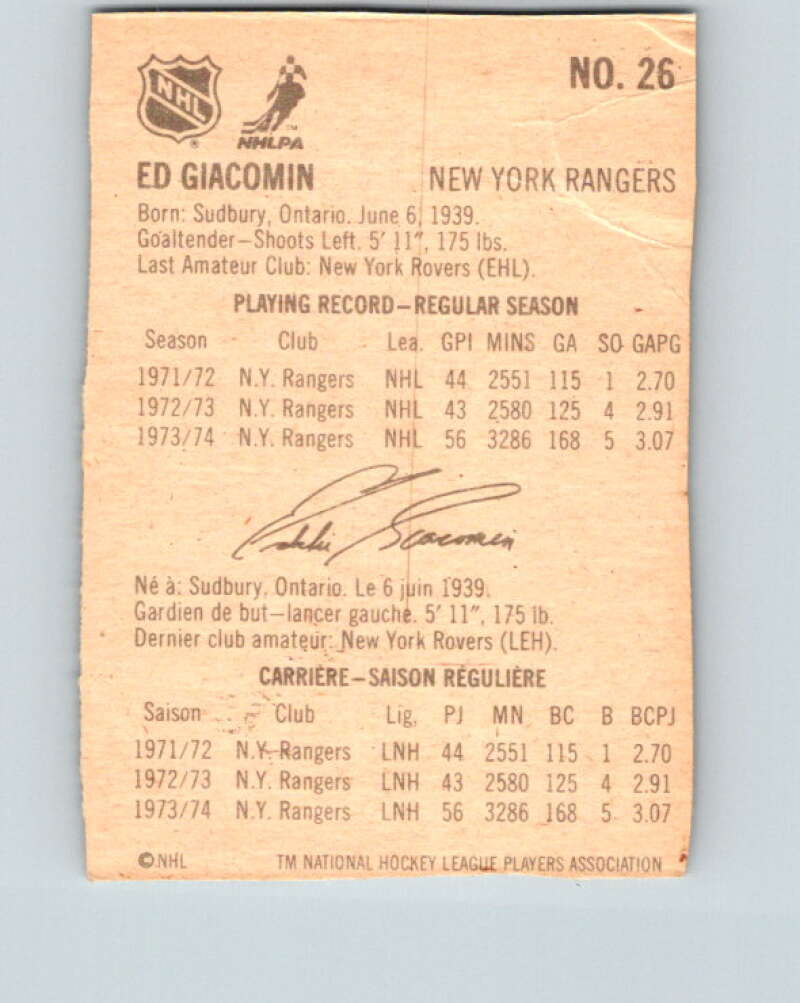 NO. 26
NHL
®
™
NHLPA
ED GIACOMIN NEW YORK RANGERS
Born: Sudbury, Ontario. June 6, 1939.
Goaltender—Shoots Left. 5′ 11″, 175 lbs.
Last Amateur Club: New York Rovers (EHL).
PLAYING RECORD—REGULAR SEASON
Season Club Lea. GPI MINS GA SO GAPG
1971/72 N.Y. Rangers NHL 44 2551 115 1 2.70
1972/73 N.Y. Rangers NHL 43 2580 125 4 2.91
1973/74 N.Y. Rangers NHL 56 3286 168 5 3.07
Eddie Giacomin
Né à: Sudbury, Ontario. Le 6 juin 1939.
Gardien de but—lancer gauche. 5′ 11″, 175 lb.
Dernier club amateur: New York Rovers (LEH).
CARRIÈRE—SAISON RÉGULIÈRE
Saison Club Lig. PJ MN BC B BCPJ
1971/72 N.Y. Rangers LNH 44 2551 115 1 2.70
1972/73 N.Y. Rangers LNH 43 2580 125 4 2.91
1973/74 N.Y. Rangers LNH 56 3286 168 5 3.07
©NHL TM NATIONAL HOCKEY LEAGUE PLAYERS ASSOCIATION